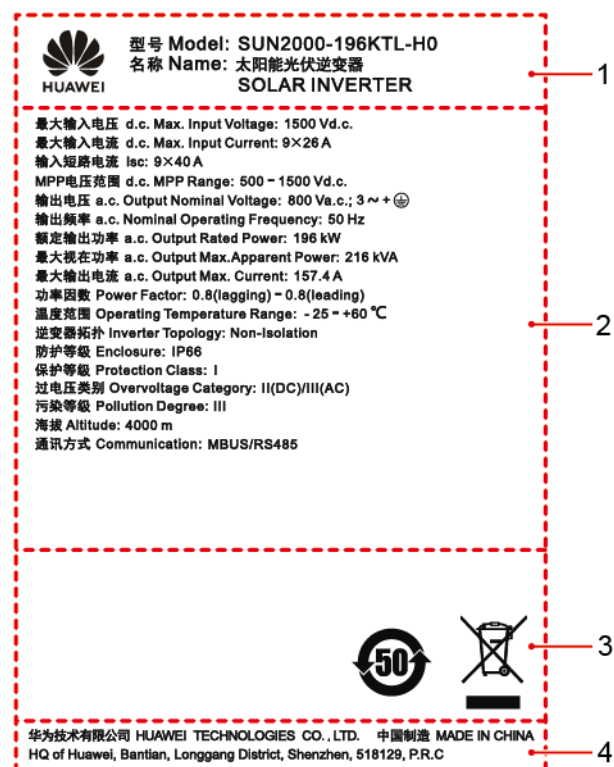 HUAWEI
型号 Model: SUN2000-196KTL-H0
名称 Name: 太阳能光伏逆变器
SOLAR INVERTER
1
最大输入电压 d.c. Max. Input Voltage: 1500 Vd.c.
最大输入电流 d.c. Max. Input Current: 9×26 A
输入短路电流 Isc: 9×40 A
MPP电压范围 d.c. MPP Range: 500 - 1500 Vd.c.
输出电压 a.c. Output Nominal Voltage: 800 Va.c.; 3 ~ + ⏚
输出频率 a.c. Nominal Operating Frequency: 50 Hz
额定输出功率 a.c. Output Rated Power: 196 kW
最大视在功率 a.c. Output Max.Apparent Power: 216 kVA
最大输出电流 a.c. Output Max. Current: 157.4 A
功率因数 Power Factor: 0.8(lagging) - 0.8(leading)
温度范围 Operating Temperature Range: -25 - +60 ℃
逆变器拓扑 Inverter Topology: Non-Isolation
防护等级 Enclosure: IP66
保护等级 Protection Class: I
过电压类别 Overvoltage Category: II(DC)/III(AC)
污染等级 Pollution Degree: III
海拔 Altitude: 4000 m
通讯方式 Communication: MBUS/RS485
2
50
3
华为技术有限公司 HUAWEI TECHNOLOGIES CO., LTD. 中国制造 MADE IN CHINA
HQ of Huawei, Bantian, Longgang District, Shenzhen, 518129, P.R.C
4